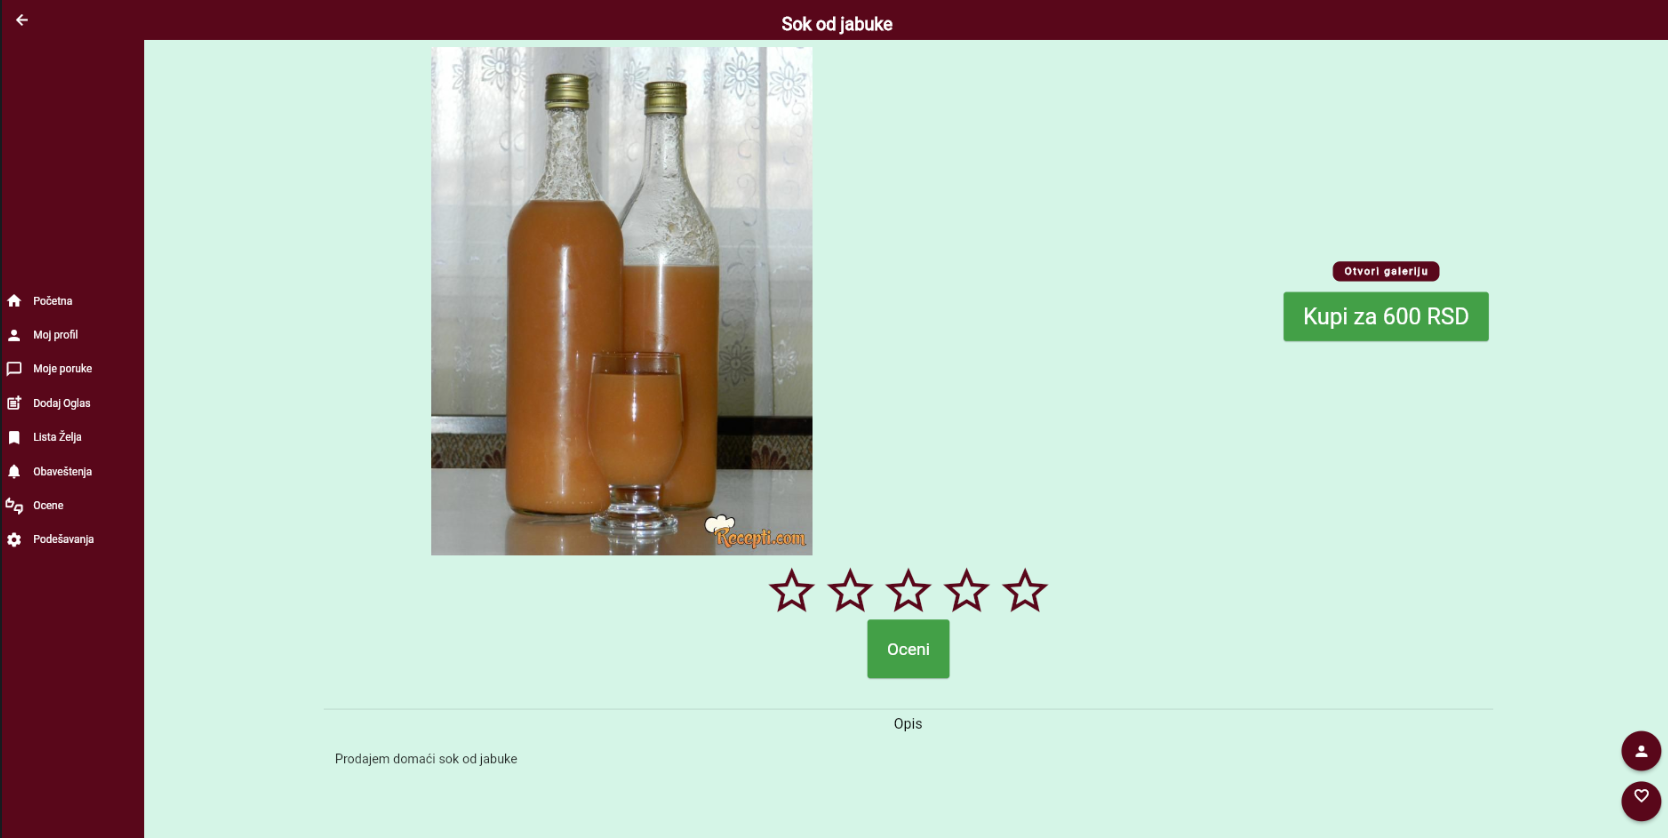 Sok od jabuke
Početna
Moj profil
Moje poruke
Dodaj Oglas
Lista Želja
Obaveštenja
Ocene
Podešavanja
Recepti.com
Otvori galeriju
Kupi za 600 RSD
Oceni
Opis
Prodajem domaći sok od jabuke